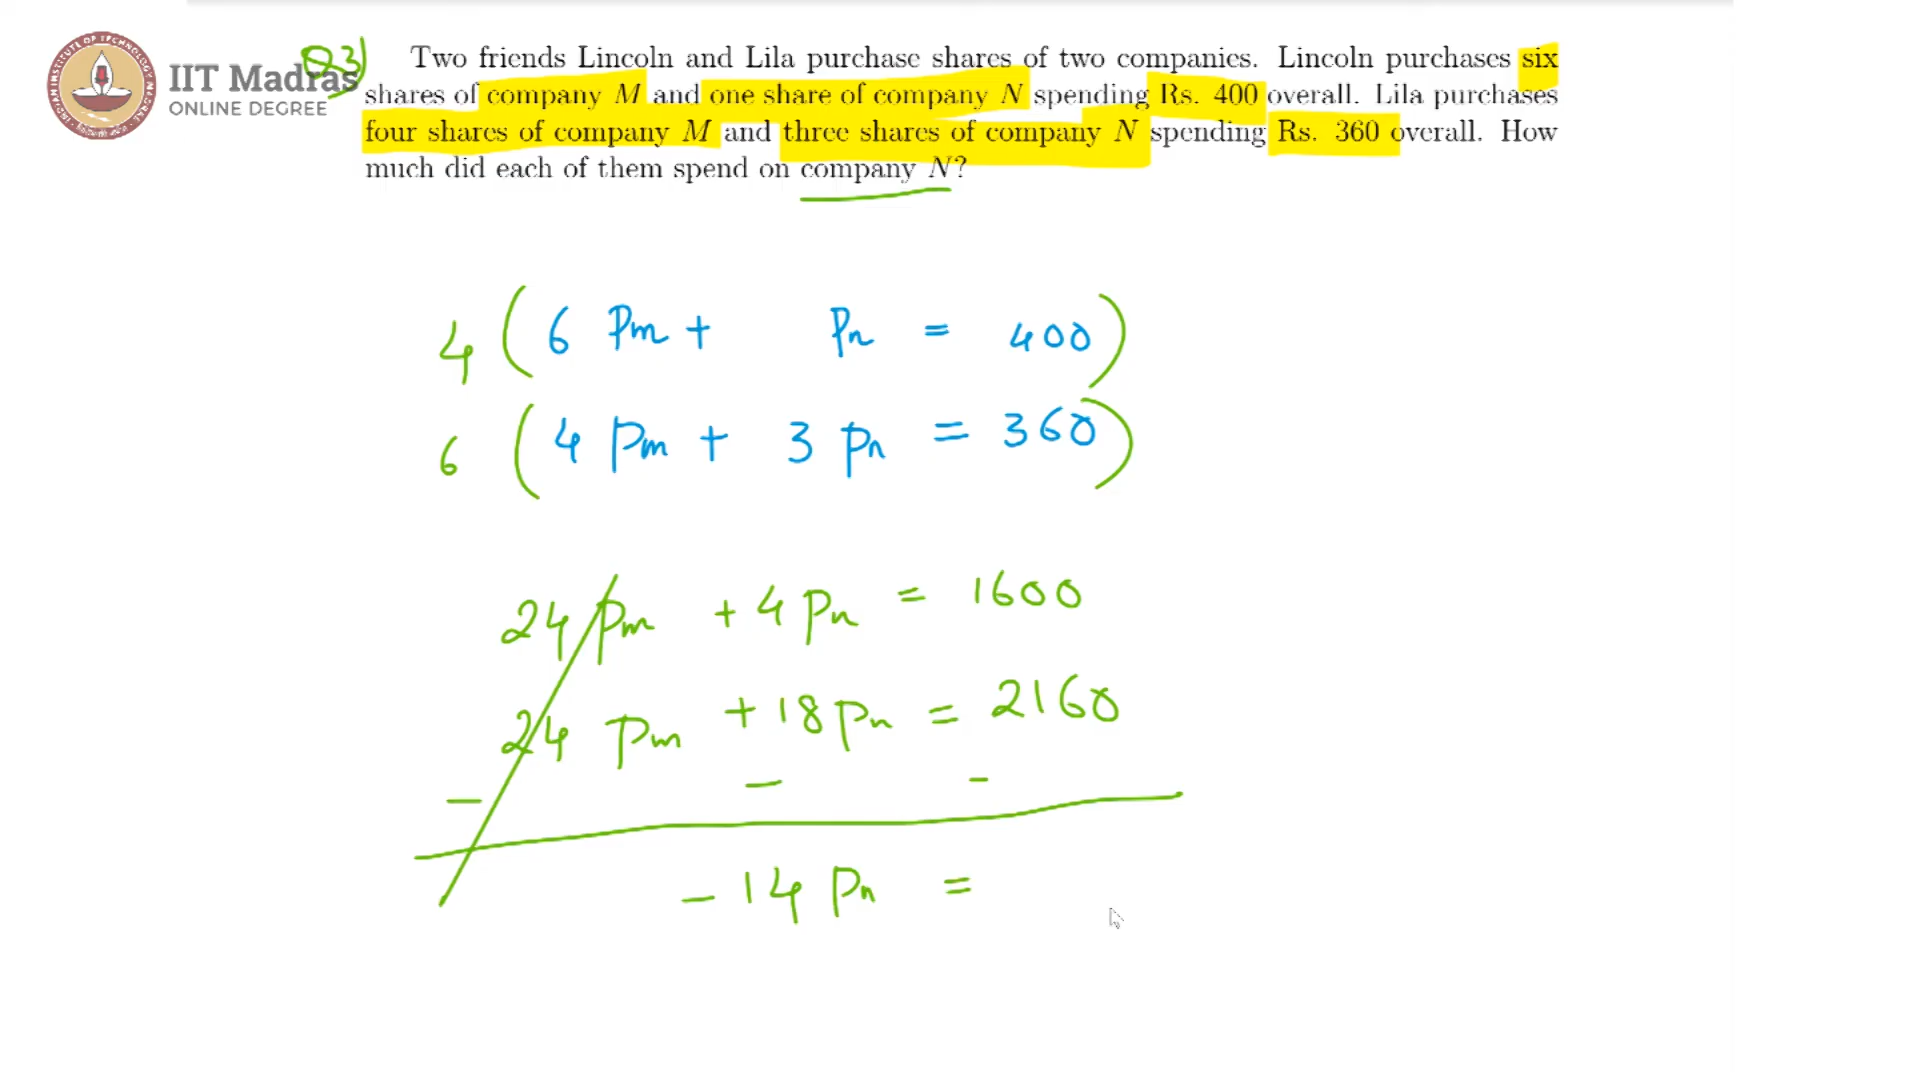 IIT Madras
ONLINE DEGREE
Q3)
Two friends Lincoln and Lila purchase shares of two companies. Lincoln purchases six
shares of company M and one share of company N spending Rs. 400 overall. Lila purchases
four shares of company M and three shares of company N spending Rs. 360 overall. How
much did each of them spend on company N?
4 ( 6 Pm + Pn = 400 )
6 ( 4 Pm + 3 Pn = 360 )
24 Pm + 4 Pn = 1600
24 Pm + 18 Pn = 2160
- - -
- 14 Pn =